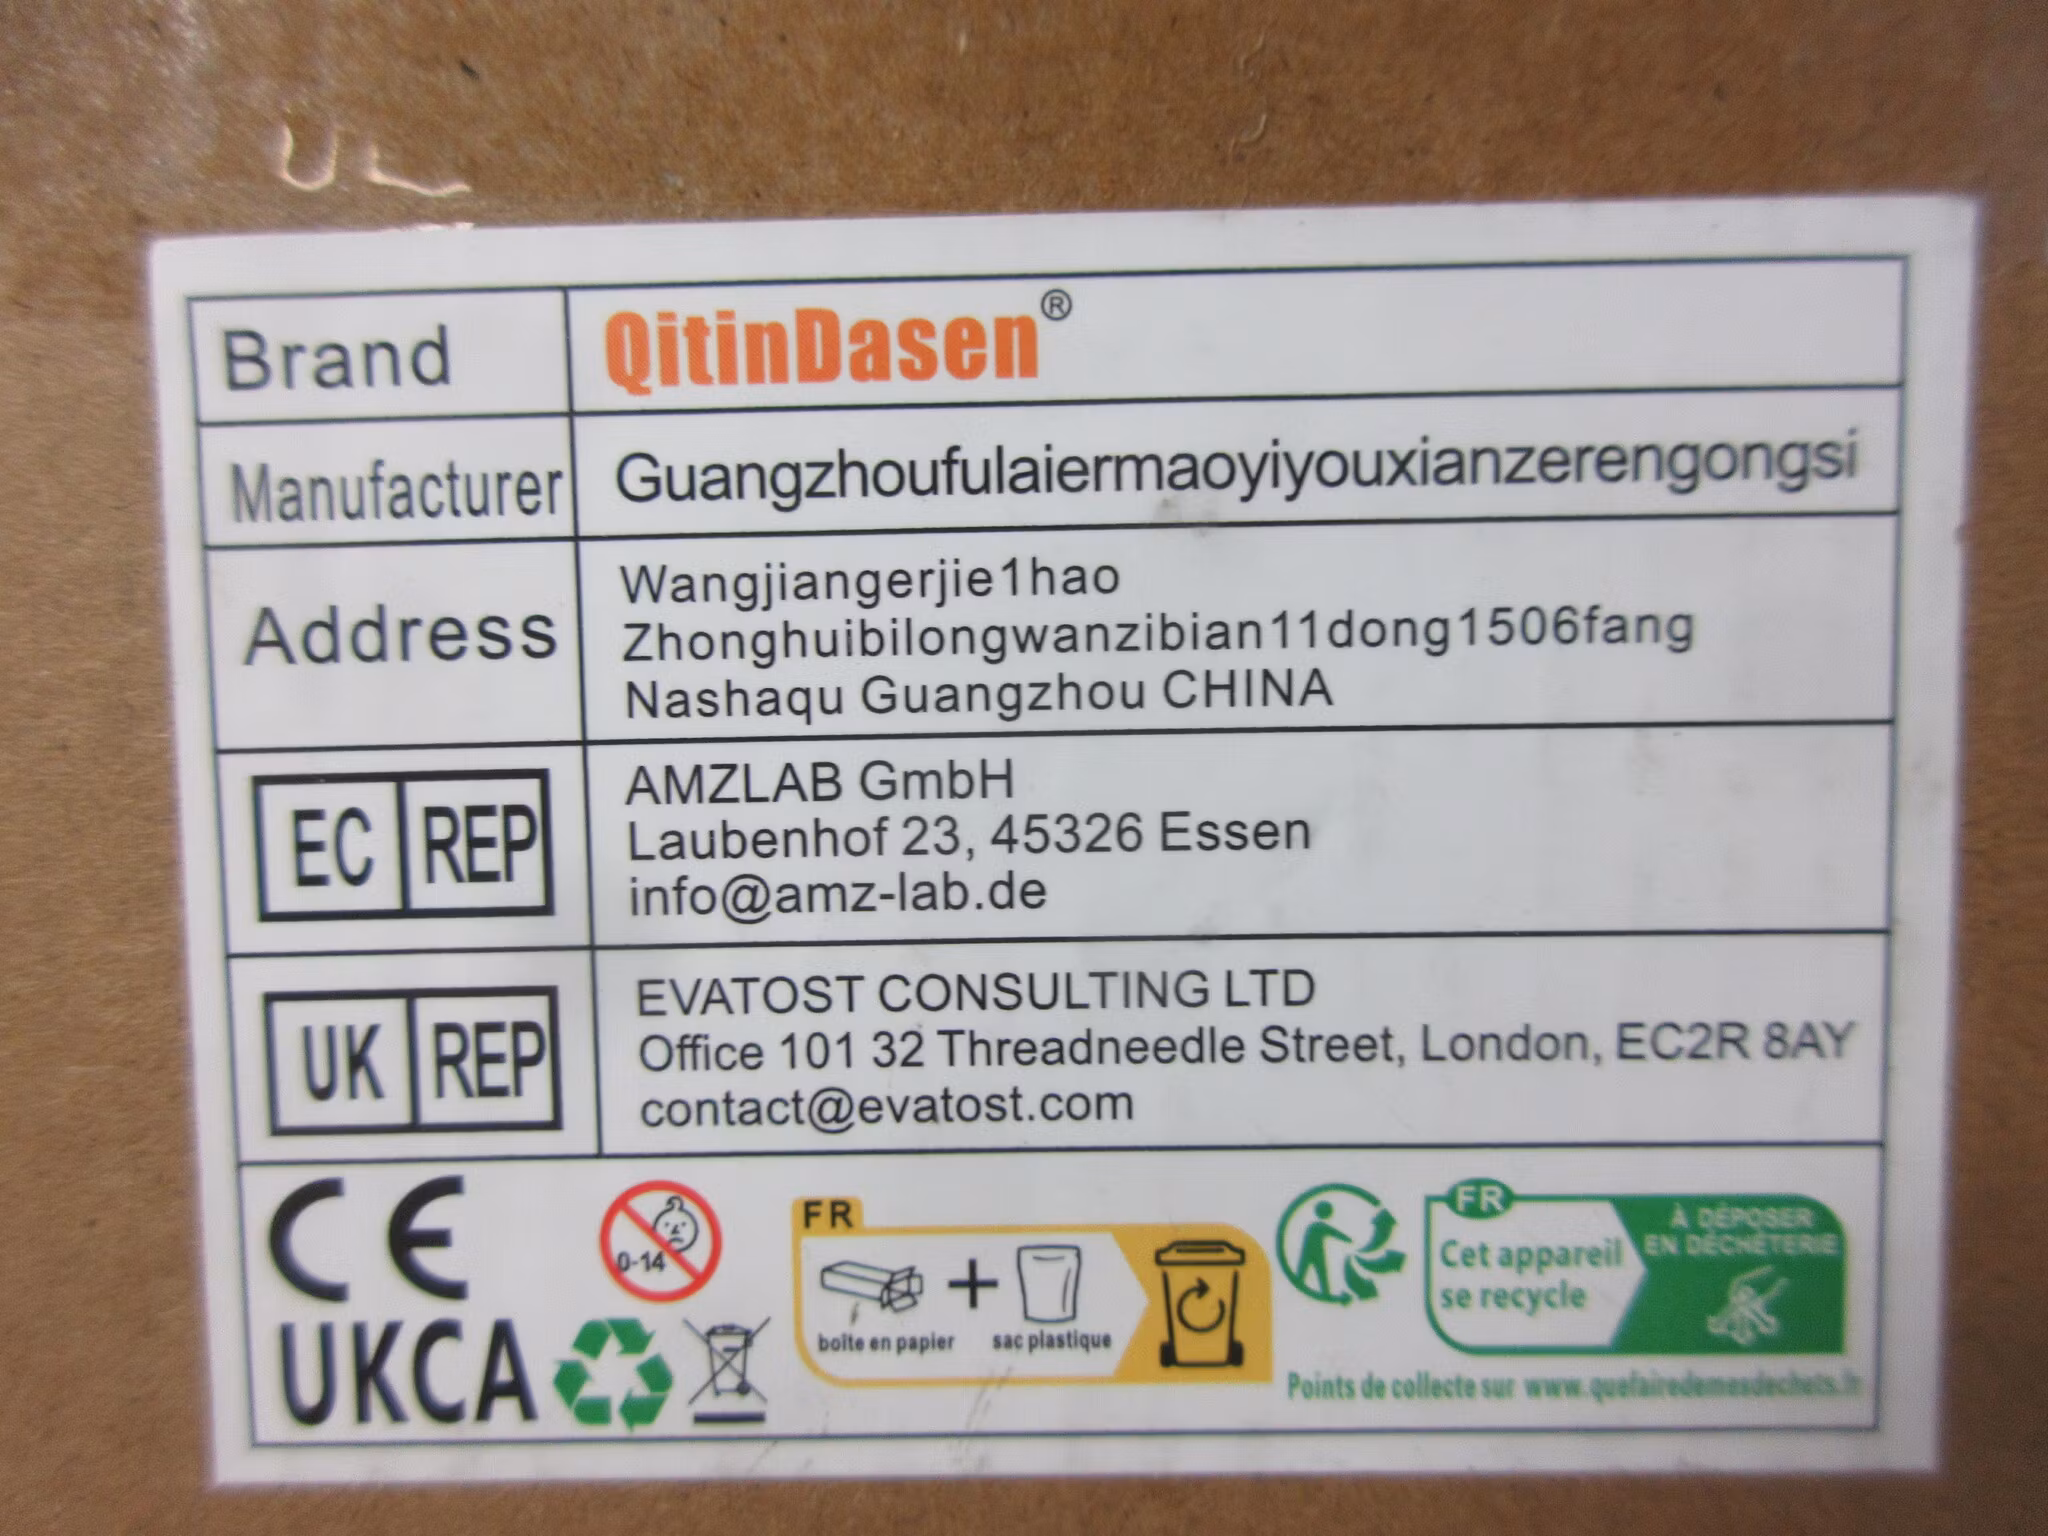 Brand QitinDasen®
Manufacturer Guangzhoufulaiermaoyiyouxianzerengongsi
Address
Wangjiangerjie1hao
Zhonghuibilongwanzibian11dong1506fang
Nashaqu Guangzhou CHINA
EC REP
AMZLAB GmbH
Laubenhof 23, 45326 Essen
info@amz-lab.de
UK REP
EVATOST CONSULTING LTD
Office 101 32 Threadneedle Street, London, EC2R 8AY
contact@evatost.com
CE
UKCA
0-14
FR
boîte en papier + sac plastique
FR
Cet appareil
se recycle
À DÉPOSER
EN DÉCHÈTERIE
Points de collecte sur www.quefairedemesdechets.fr